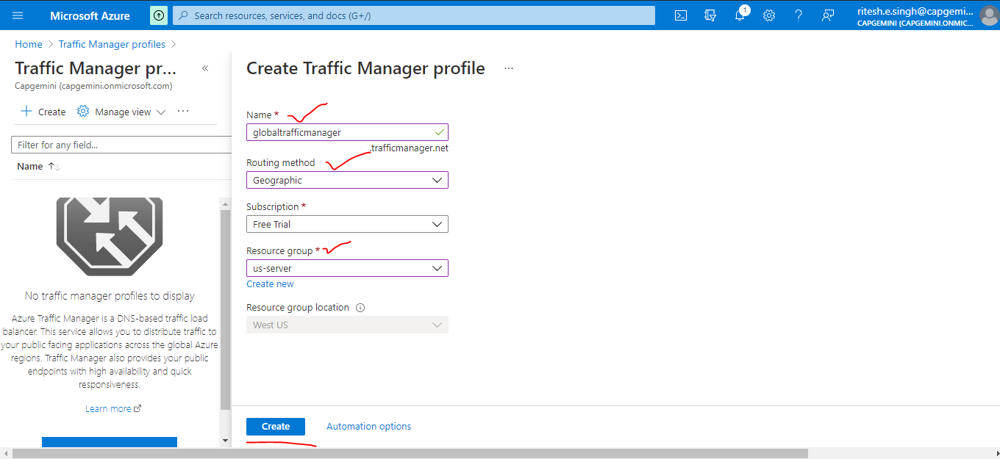 Microsoft Azure
Search resources, services, and docs (G+/)
1
ritesh.e.singh@capgemi...
CAPGEMINI (CAPGEMINI.ONMIC...
Home > Traffic Manager profiles >
Traffic Manager pr... «
Capgemini (capgemini.onmicrosoft.com)
+ Create Manage view ...
Filter for any field...
Name ↑↓
No traffic manager profiles to display
Azure Traffic Manager is a DNS-based traffic load
balancer. This service allows you to distribute traffic to
your public facing applications across the global Azure
regions. Traffic Manager also provides your public
endpoints with high availability and quick
responsiveness.
Learn more
Create Traffic Manager profile ...
Name *
globaltrafficmanager
.trafficmanager.net
Routing method
Geographic
Subscription *
Free Trial
Resource group *
us-server
Create new
Resource group location
West US
Create Automation options